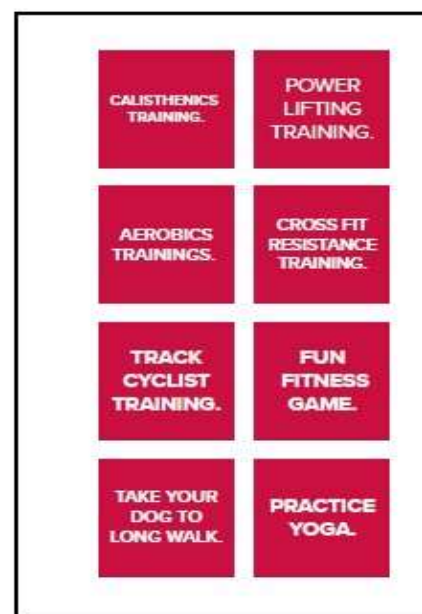 CALISTHENICS
TRAINING.
POWER
LIFTING
TRAINING.
AEROBICS
TRAININGS.
CROSS FIT
RESISTANCE
TRAINING.
TRACK
CYCLIST
TRAINING.
FUN
FITNESS
GAME.
TAKE YOUR
DOG TO
LONG WALK.
PRACTICE
YOGA.